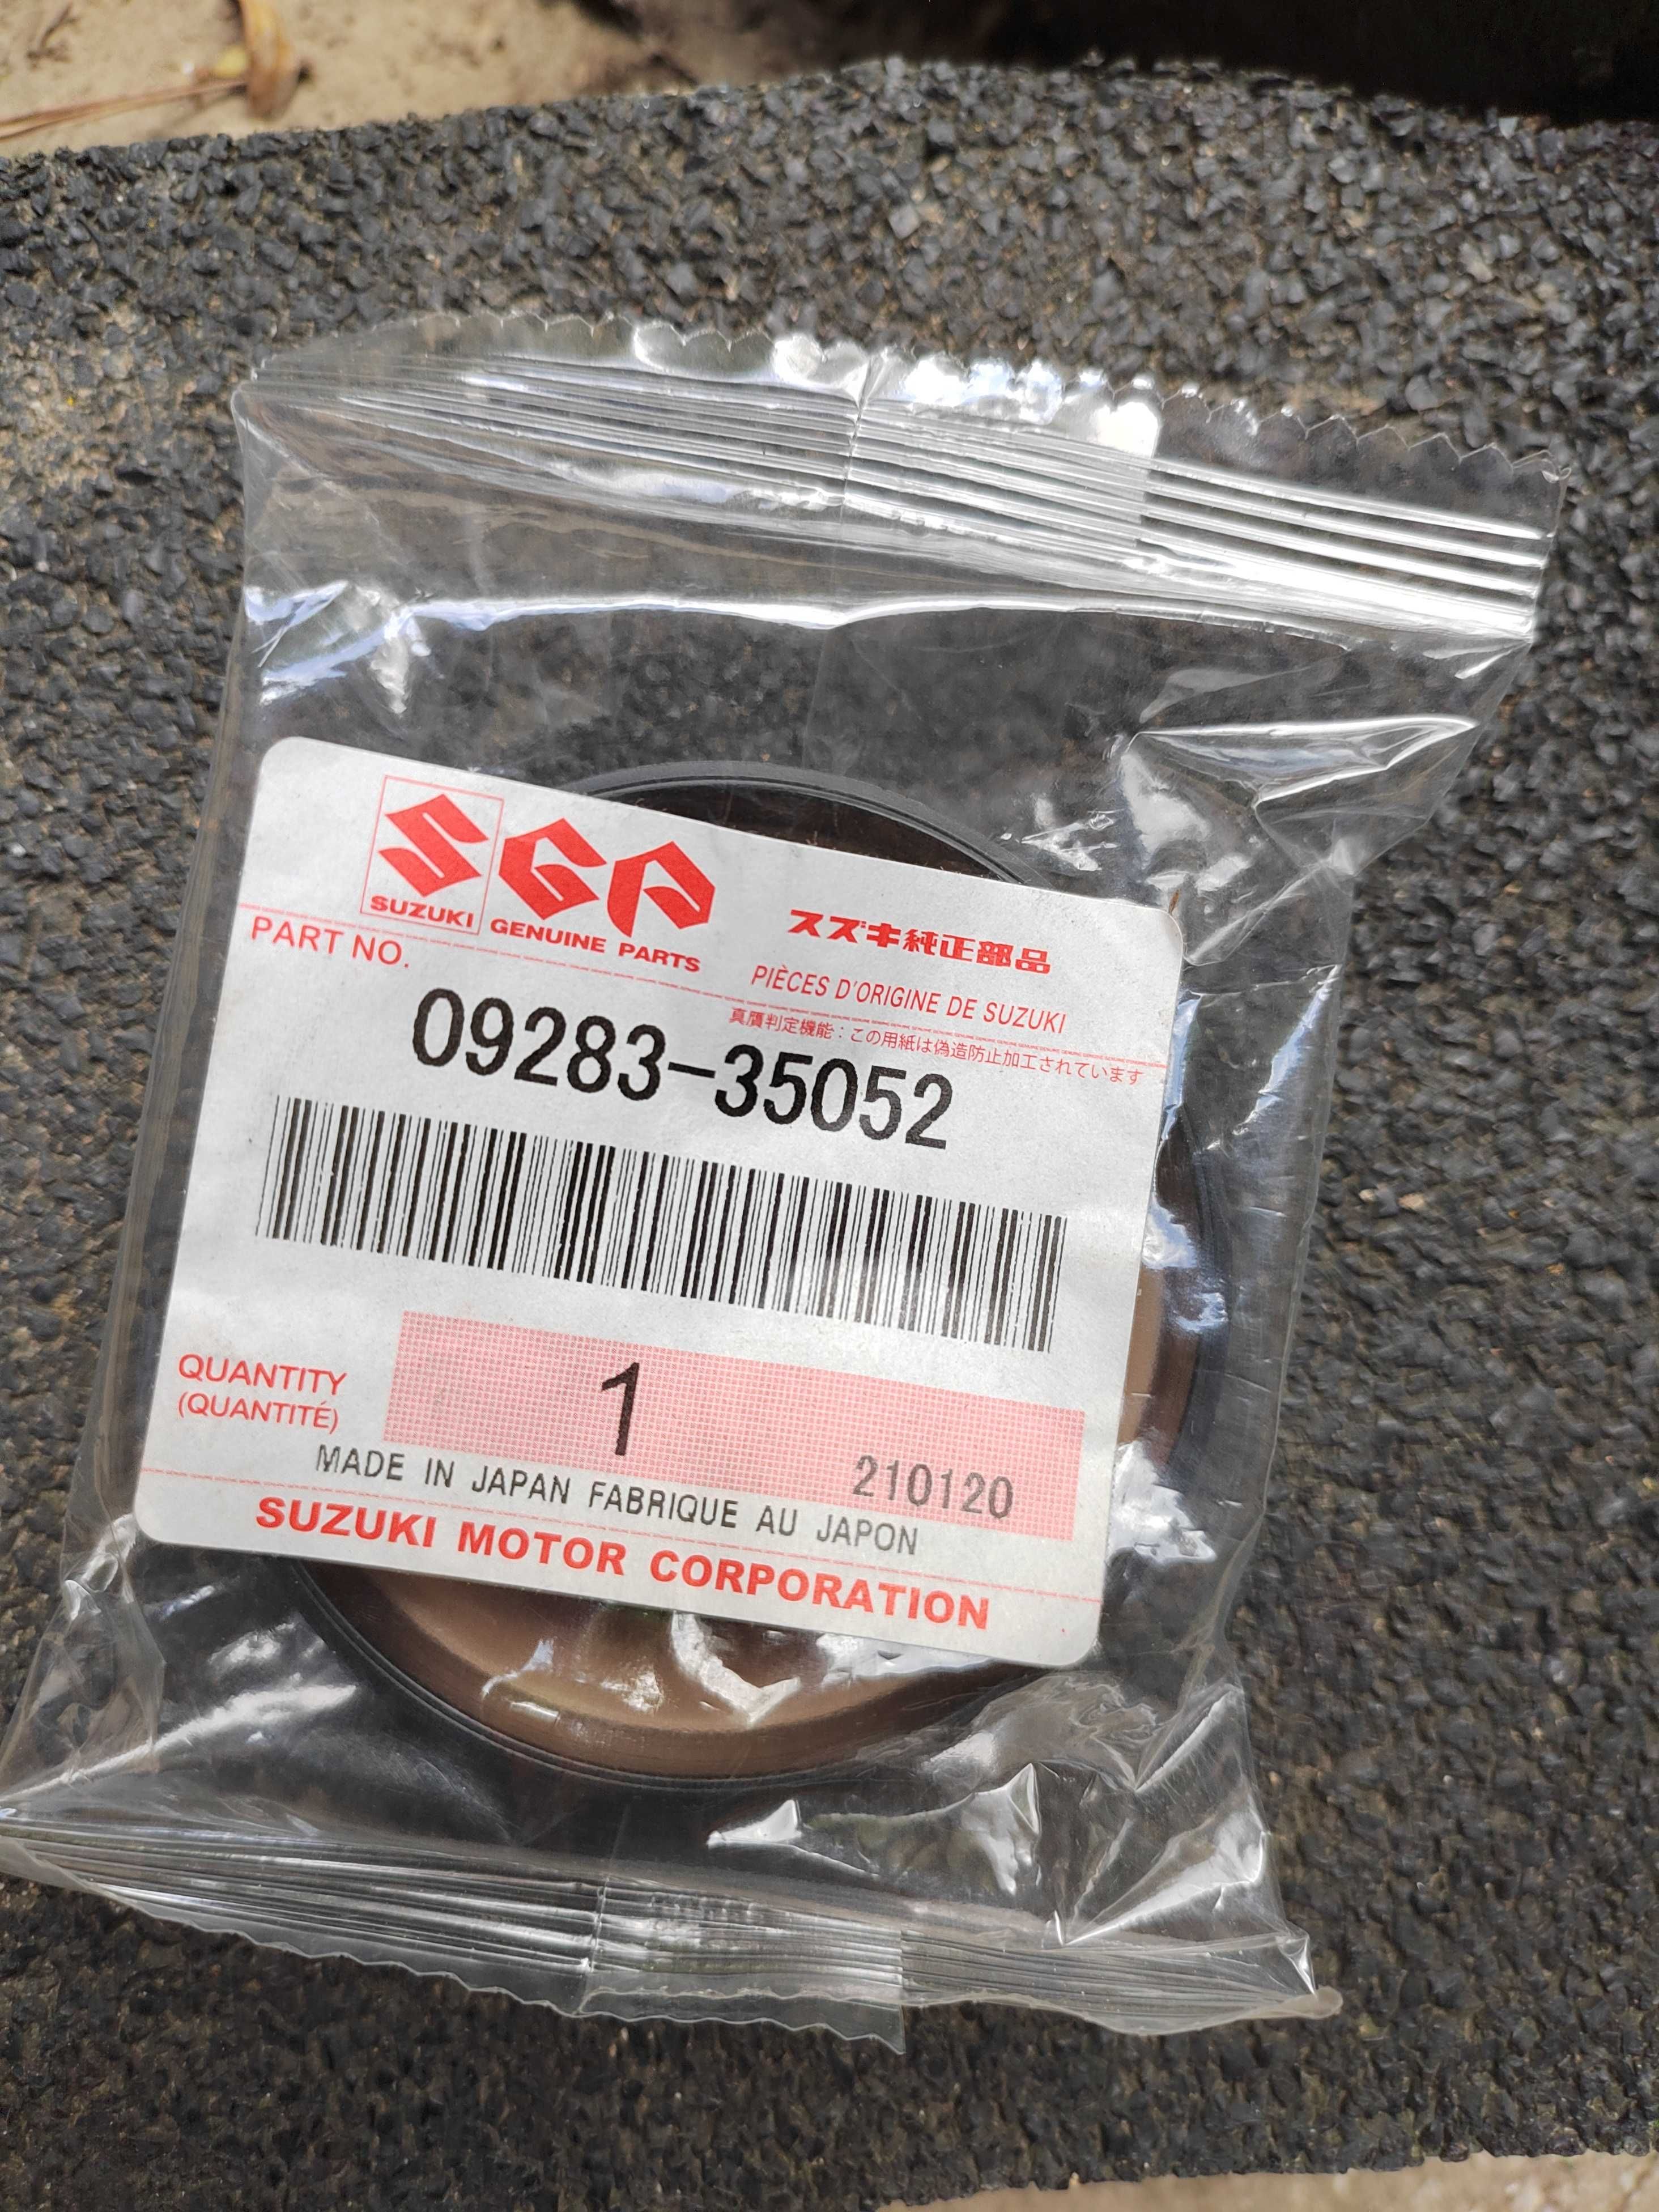 SGP
SUZUKI GENUINE PARTS
スズキ純正部品
PIÈCES D'ORIGINE DE SUZUKI
PART NO.
真贋判定機能：この用紙は偽造防止加工されています
09283-35052
QUANTITY
(QUANTITÉ)
1
210120
MADE IN JAPAN FABRIQUE AU JAPON
SUZUKI MOTOR CORPORATION